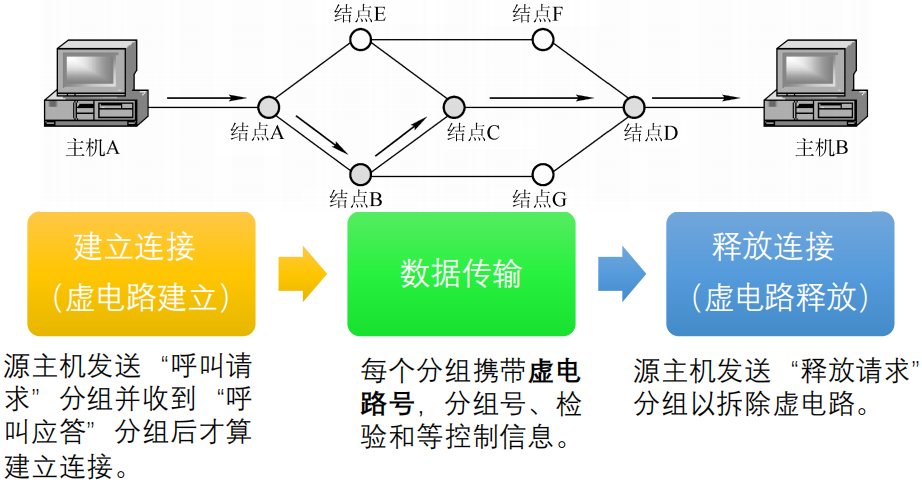 结点E
结点F
结点A
结点C
结点D
主机A
主机B
结点B
结点G
建立连接
（虚电路建立）
数据传输
释放连接
（虚电路释放）
源主机发送“呼叫请
求”分组并收到“呼
叫应答”分组后才算
建立连接。
每个分组携带虚电
路号，分组号、检
验和等控制信息。
源主机发送“释放请求”
分组以拆除虚电路。